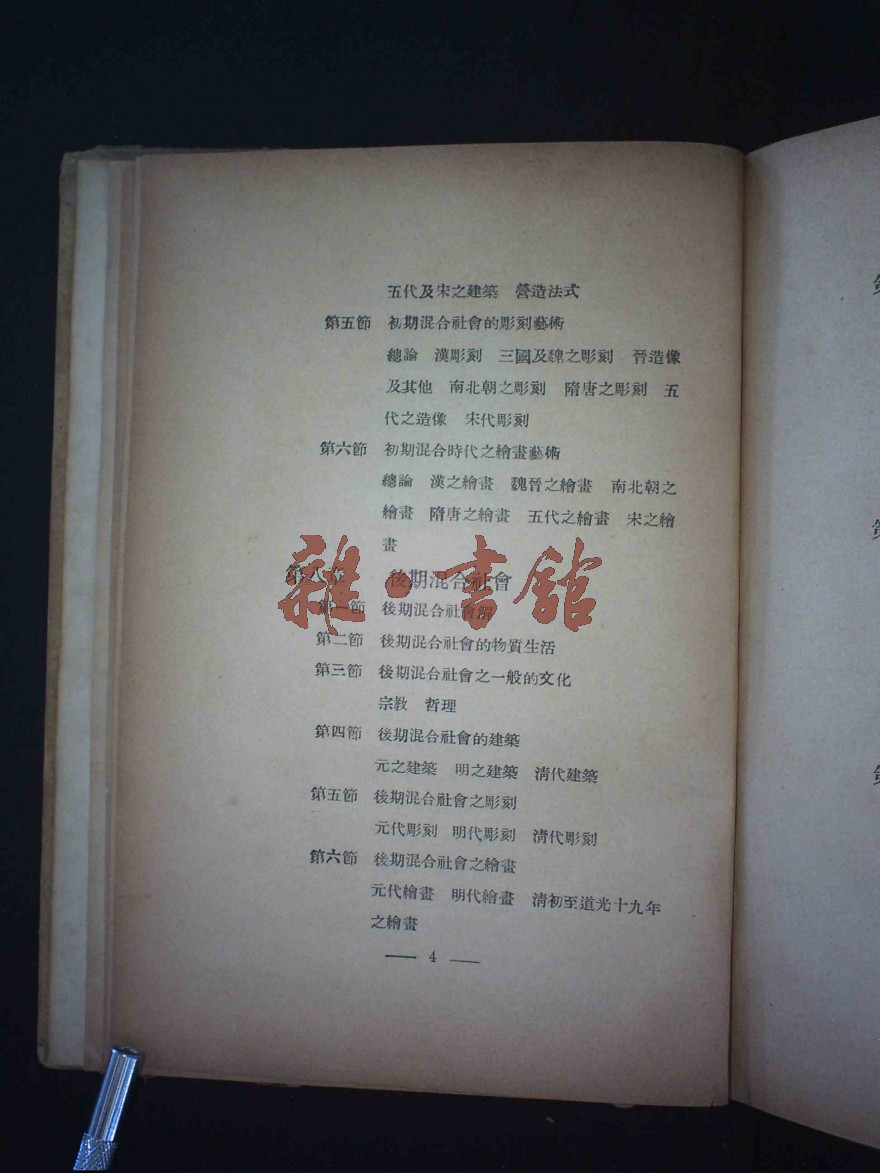 五代及宋之建築　營造法式
第五節　初期混合社會的彫刻藝術
總論　漢彫刻　三國及魏之彫刻　晉造像
及其他　南北朝之彫刻　隋唐之彫刻　五
代之造像　宋代彫刻
第六節　初期混合時代之繪畫藝術
總論　漢之繪畫　魏晉之繪畫　南北朝之
繪畫　隋唐之繪畫　五代之繪畫　宋之繪
畫
第八章　後期混合社會
第一節　後期混合社會解
第二節　後期混合社會的物質生活
第三節　後期混合社會之一般的文化
宗教　哲理
第四節　後期混合社會的建築
元之建築　明之建築　清代建築
第五節　後期混合社會之彫刻
元代彫刻　明代彫刻　清代彫刻
第六節　後期混合社會之繪畫
元代繪畫　明代繪畫　清初至道光十九年
之繪畫
— 4 —
雜·書館